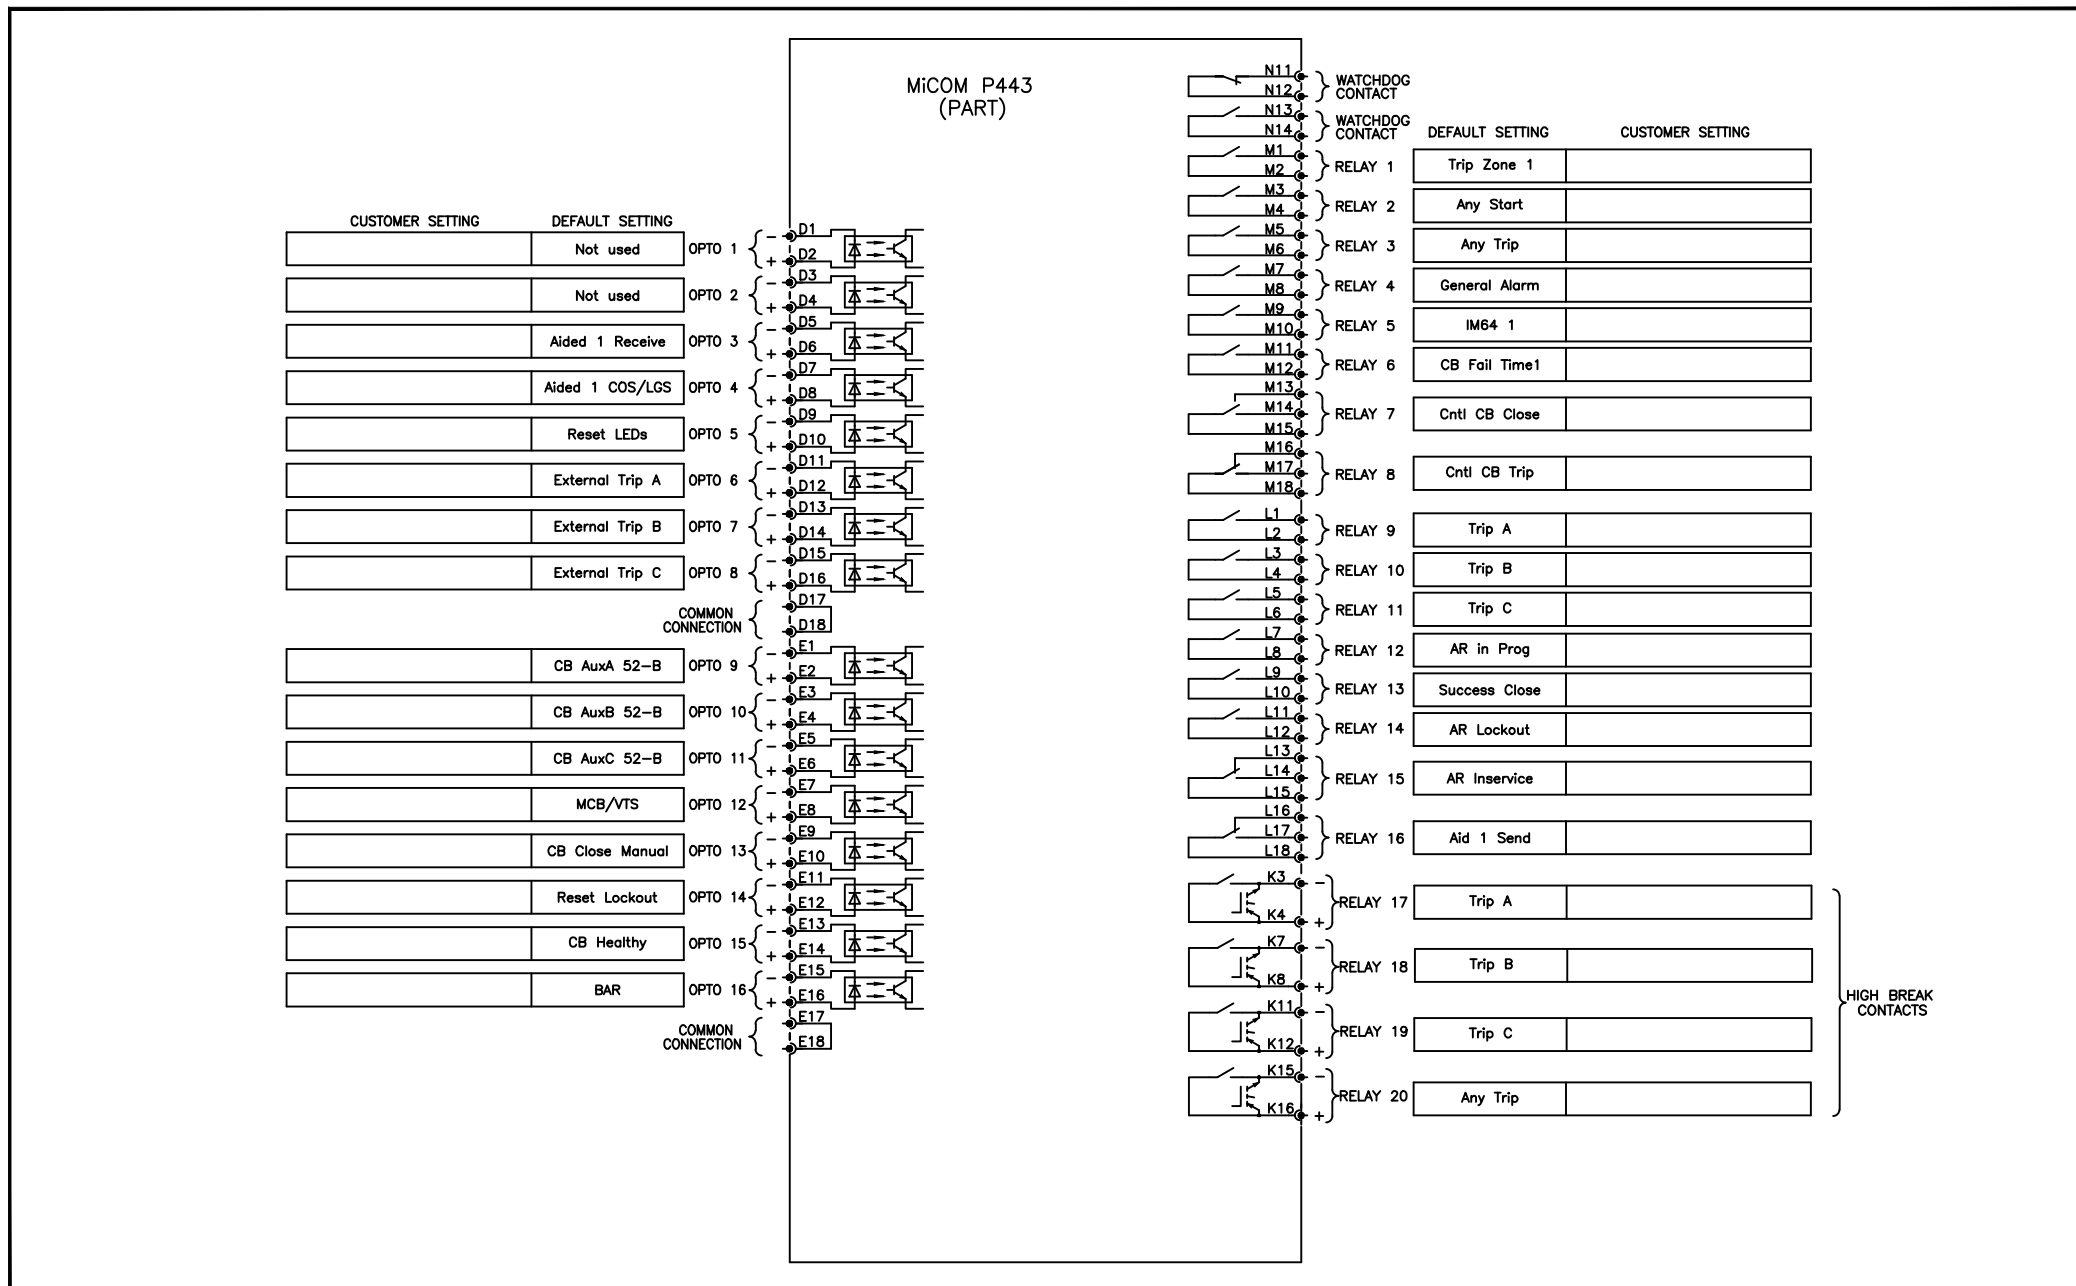 MiCOM P443
(PART)
CUSTOMER SETTING DEFAULT SETTING
Not used OPTO 1 - D1
+ D2
Not used OPTO 2 - D3
+ D4
Aided 1 Receive OPTO 3 - D5
+ D6
Aided 1 COS/LGS OPTO 4 - D7
+ D8
Reset LEDs OPTO 5 - D9
+ D10
External Trip A OPTO 6 - D11
+ D12
External Trip B OPTO 7 - D13
+ D14
External Trip C OPTO 8 - D15
+ D16
COMMON
CONNECTION
D17
D18
CB AuxA 52-B OPTO 9 - E1
+ E2
CB AuxB 52-B OPTO 10 - E3
+ E4
CB AuxC 52-B OPTO 11 - E5
+ E6
MCB/VTS OPTO 12 - E7
+ E8
CB Close Manual OPTO 13 - E9
+ E10
Reset Lockout OPTO 14 - E11
+ E12
CB Healthy OPTO 15 - E13
+ E14
BAR OPTO 16 - E15
+ E16
COMMON
CONNECTION
E17
E18
N11
N12
WATCHDOG
CONTACT
N13
N14
WATCHDOG
CONTACT
DEFAULT SETTING CUSTOMER SETTING
M1
M2
RELAY 1 Trip Zone 1
M3
M4
RELAY 2 Any Start
M5
M6
RELAY 3 Any Trip
M7
M8
RELAY 4 General Alarm
M9
M10
RELAY 5 IM64 1
M11
M12
RELAY 6 CB Fail Time1
M13
M14
M15
RELAY 7 Cntl CB Close
M16
M17
M18
RELAY 8 Cntl CB Trip
L1
L2
RELAY 9 Trip A
L3
L4
RELAY 10 Trip B
L5
L6
RELAY 11 Trip C
L7
L8
RELAY 12 AR in Prog
L9
L10
RELAY 13 Success Close
L11
L12
RELAY 14 AR Lockout
L13
L14
L15
RELAY 15 AR Inservice
L16
L17
L18
RELAY 16 Aid 1 Send
K3 -
K4 +
RELAY 17 Trip A
K7 -
K8 +
RELAY 18 Trip B
K11 -
K12 +
RELAY 19 Trip C
K15 -
K16 +
RELAY 20 Any Trip
HIGH BREAK
CONTACTS